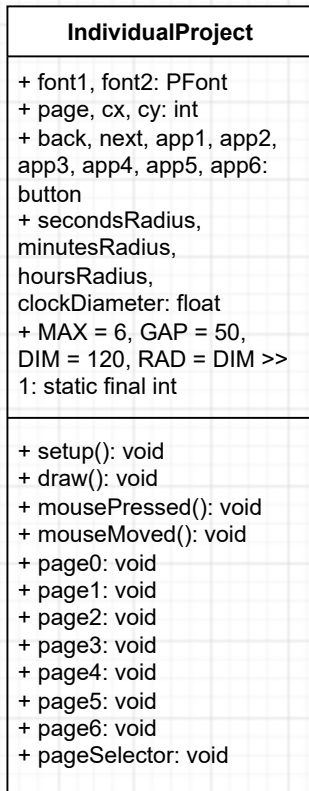 IndividualProject
+ font1, font2: PFont
+ page, cx, cy: int
+ back, next, app1, app2,
app3, app4, app5, app6:
button
+ secondsRadius,
minutesRadius,
hoursRadius,
clockDiameter: float
+ MAX = 6, GAP = 50,
DIM = 120, RAD = DIM >>
1: static final int
+ setup(): void
+ draw(): void
+ mousePressed(): void
+ mouseMoved(): void
+ page0: void
+ page1: void
+ page2: void
+ page3: void
+ page4: void
+ page5: void
+ page6: void
+ pageSelector: void